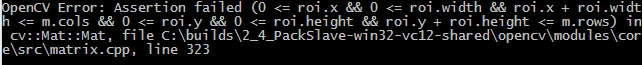 OpenCV Error: Assertion failed (0 <= roi.x && 0 <= roi.width && roi.x + roi.widt
h <= m.cols && 0 <= roi.y && 0 <= roi.height && roi.y + roi.height <= m.rows) in
cv::Mat::Mat, file C:\builds\2_4_PackSlave-win32-vc12-shared\opencv\modules\cor
e\src\matrix.cpp, line 323